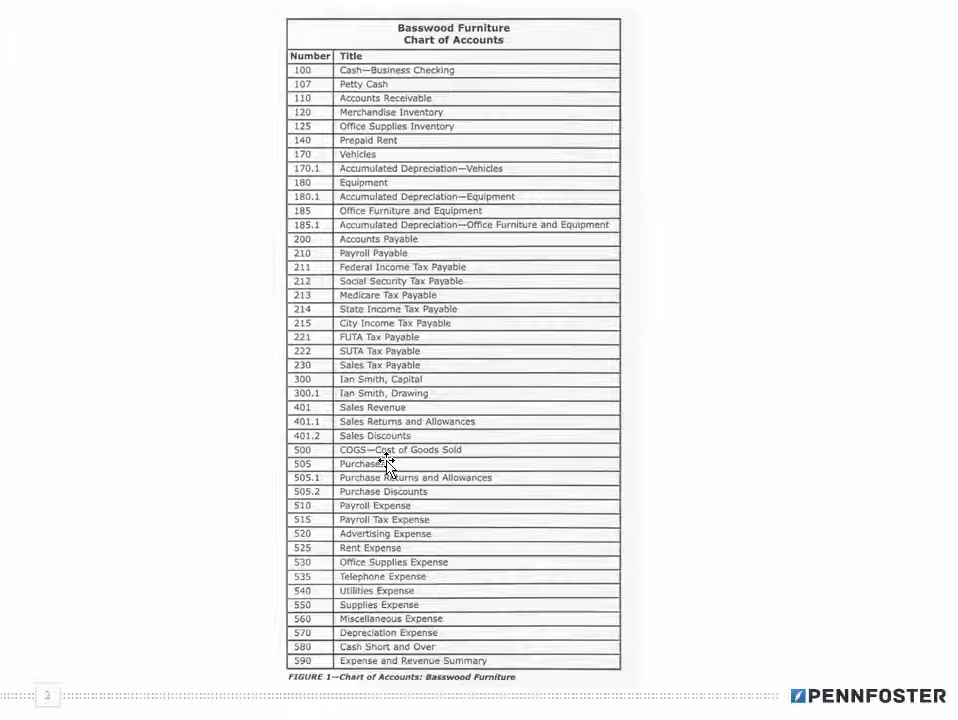 Basswood Furniture
Chart of Accounts
Number Title
100 Cash—Business Checking
107 Petty Cash
110 Accounts Receivable
120 Merchandise Inventory
125 Office Supplies Inventory
140 Prepaid Rent
170 Vehicles
170.1 Accumulated Depreciation—Vehicles
180 Equipment
180.1 Accumulated Depreciation—Equipment
185 Office Furniture and Equipment
185.1 Accumulated Depreciation—Office Furniture and Equipment
200 Accounts Payable
210 Payroll Payable
211 Federal Income Tax Payable
212 Social Security Tax Payable
213 Medicare Tax Payable
214 State Income Tax Payable
215 City Income Tax Payable
221 FUTA Tax Payable
222 SUTA Tax Payable
230 Sales Tax Payable
300 Ian Smith, Capital
300.1 Ian Smith, Drawing
401 Sales Revenue
401.1 Sales Returns and Allowances
401.2 Sales Discounts
500 COGS—Cost of Goods Sold
505 Purchases
505.1 Purchase Returns and Allowances
505.2 Purchase Discounts
510 Payroll Expense
515 Payroll Tax Expense
520 Advertising Expense
525 Rent Expense
530 Office Supplies Expense
535 Telephone Expense
540 Utilities Expense
550 Supplies Expense
560 Miscellaneous Expense
570 Depreciation Expense
580 Cash Short and Over
590 Expense and Revenue Summary
FIGURE 1—Chart of Accounts: Basswood Furniture
2
PENNFOSTER